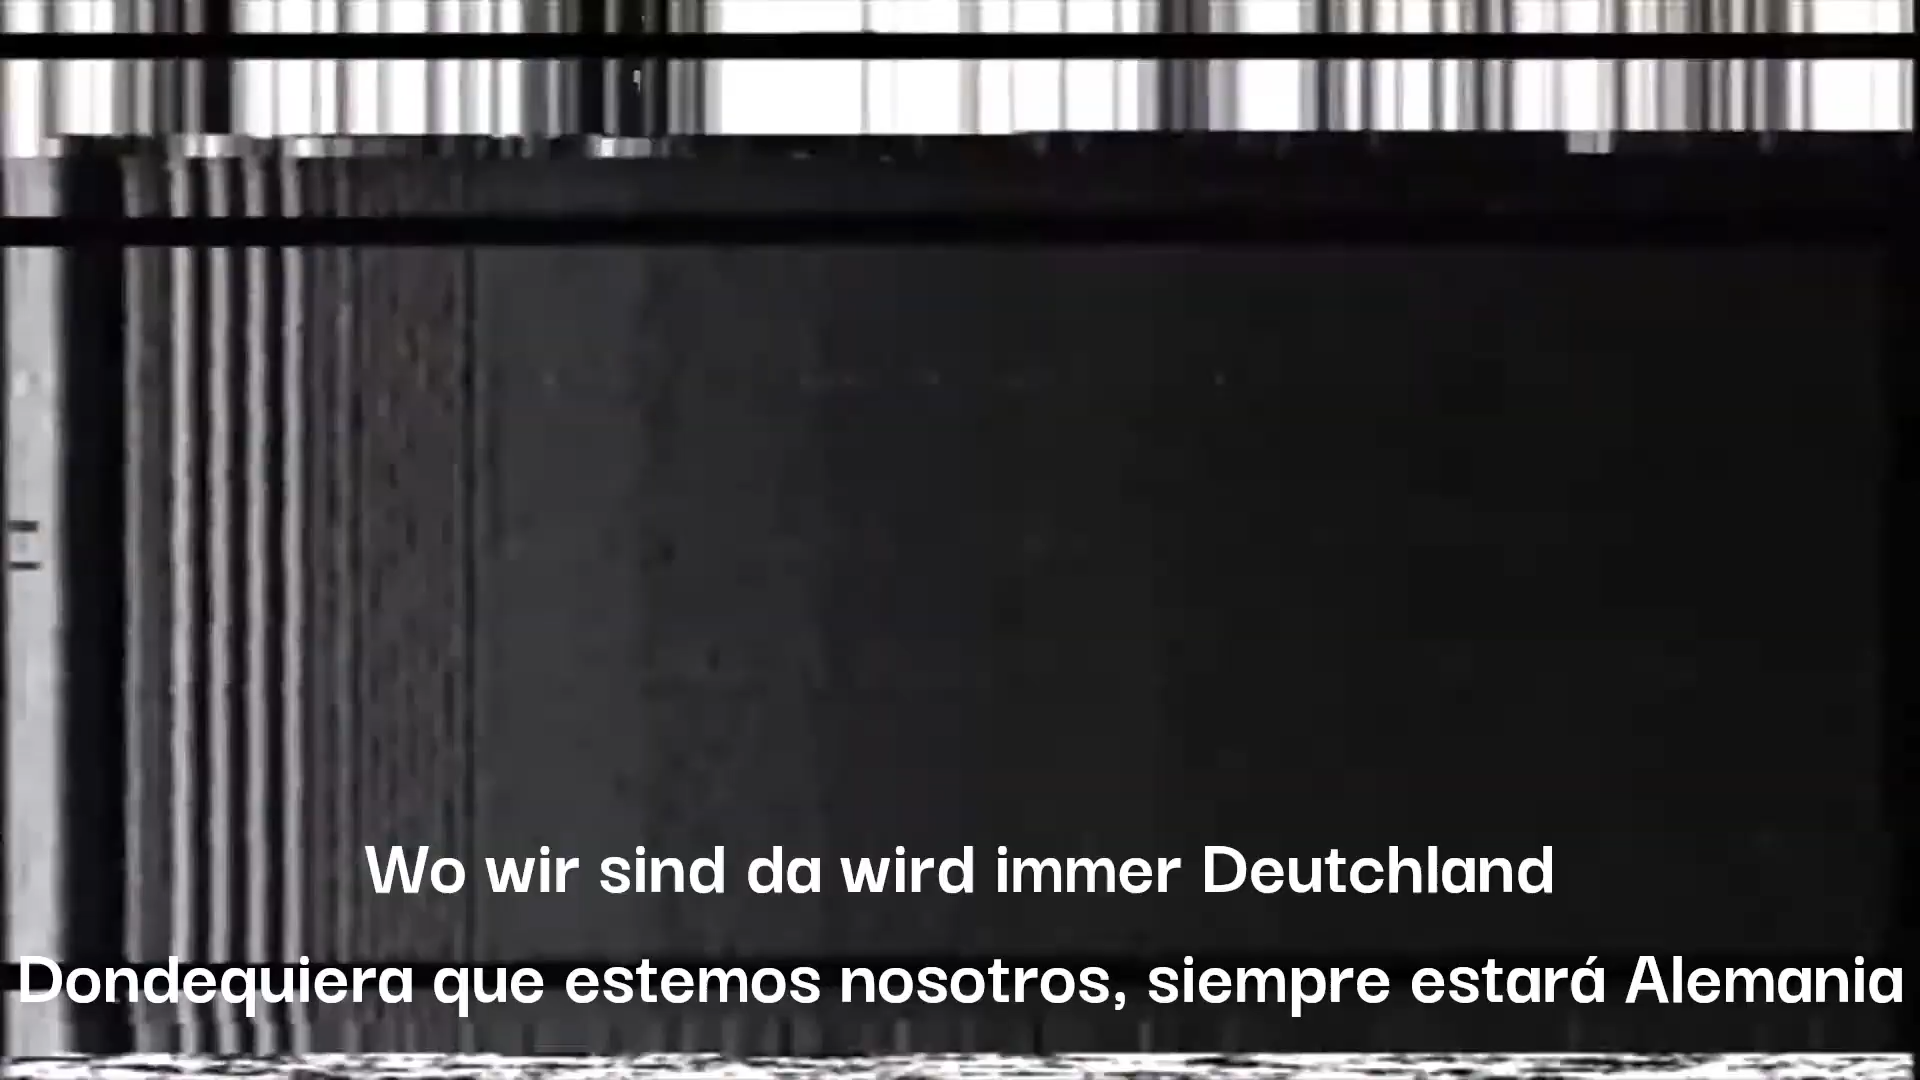 Wo wir sind da wird immer Deutchland
Dondequiera que estemos nosotros, siempre estará Alemania